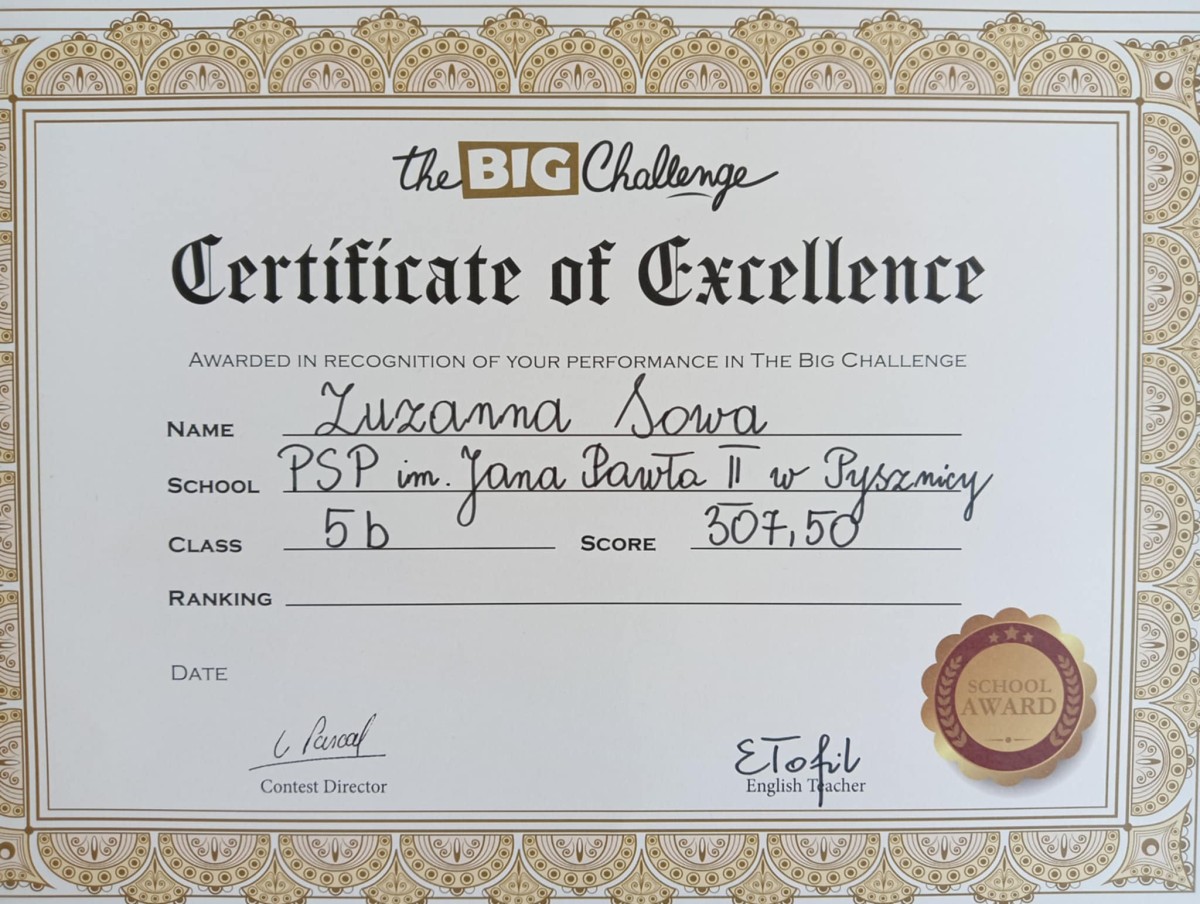 the BIG Challenge
Certificate of Excellence
AWARDED IN RECOGNITION OF YOUR PERFORMANCE IN THE BIG CHALLENGE
NAME Zuzanna Sowa
SCHOOL PSP im. Jana Pawła II w Pysznicy
CLASS 5b SCORE 307,50
RANKING
DATE
SCHOOL
AWARD
C Pascal
Contest Director
ETofil
English Teacher